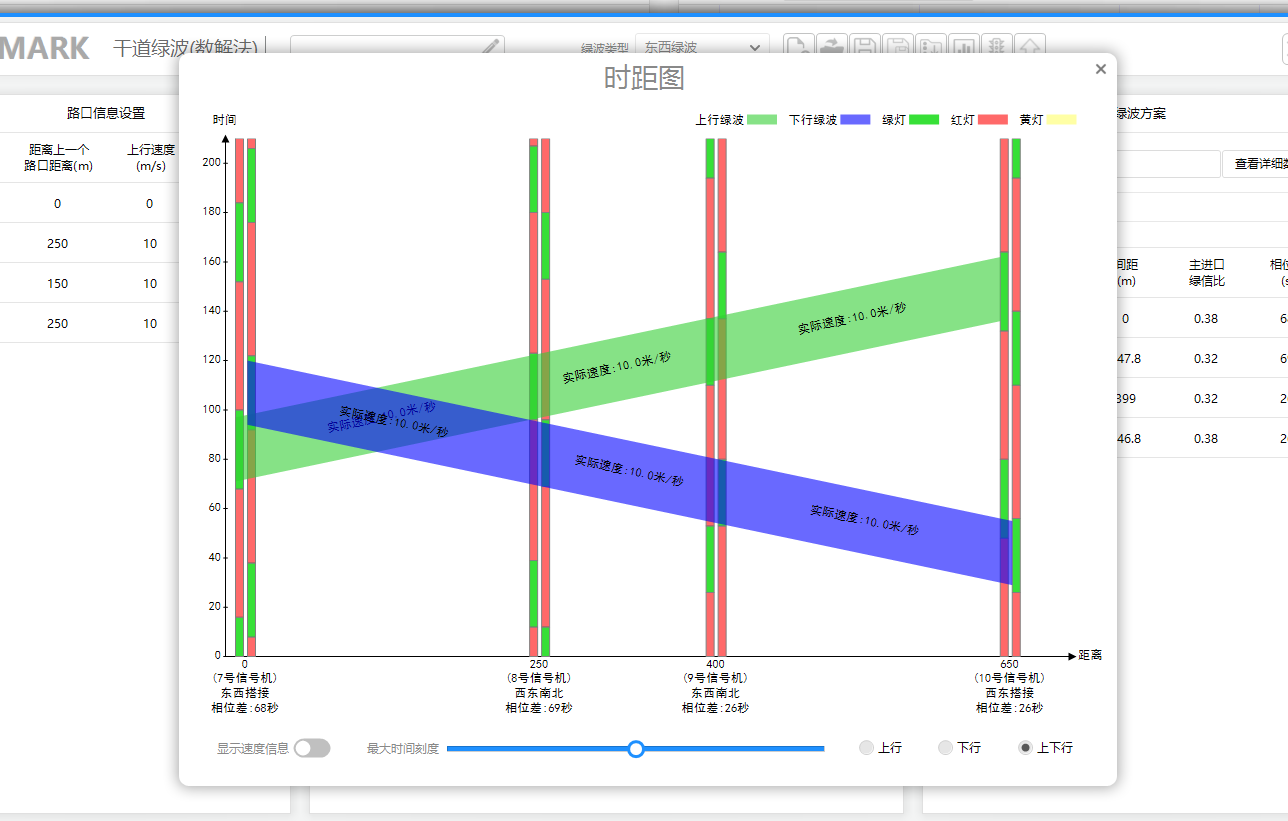 MARK
干道绿波(数解法)
绿波类型
东西绿波
路口信息设置
距离上一个
路口距离(m)
上行速度
(m/s)
0 0
250 10
150 10
250 10
时距图
×
时间
上行绿波
下行绿波
绿灯
红灯
黄灯
200
180
160
140
120
100
80
60
40
20
0
实际速度:10.0米/秒
实际速度:10.0米/秒
实际速度:10.0米/秒
实际速度:10.0米/秒
实际速度:10.0米/秒
实际速度:10.0米/秒
距离
0
(7号信号机)
东西搭接
相位差:68秒
250
(8号信号机)
西东南北
相位差:69秒
400
(9号信号机)
东西南北
相位差:26秒
650
(10号信号机)
西东搭接
相位差:26秒
显示速度信息
最大时间刻度
上行
下行
上下行
绿波方案
查看详细数
间距
(m)
主进口
绿信比
相位
(s
0 0.38 6
47.8 0.32 6
399 0.32 2
46.8 0.38 2